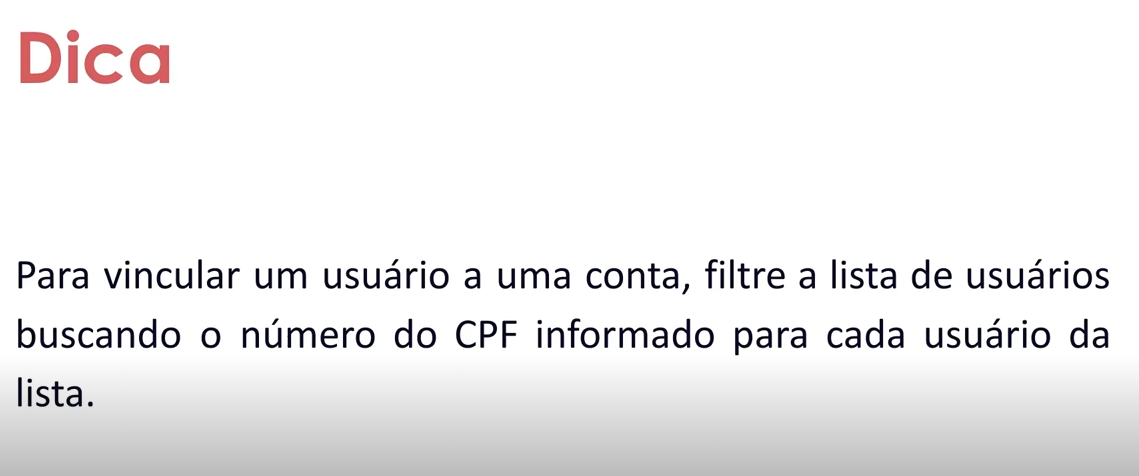 Dica
Para vincular um usuário a uma conta, filtre a lista de usuários
buscando o número do CPF informado para cada usuário da
lista.